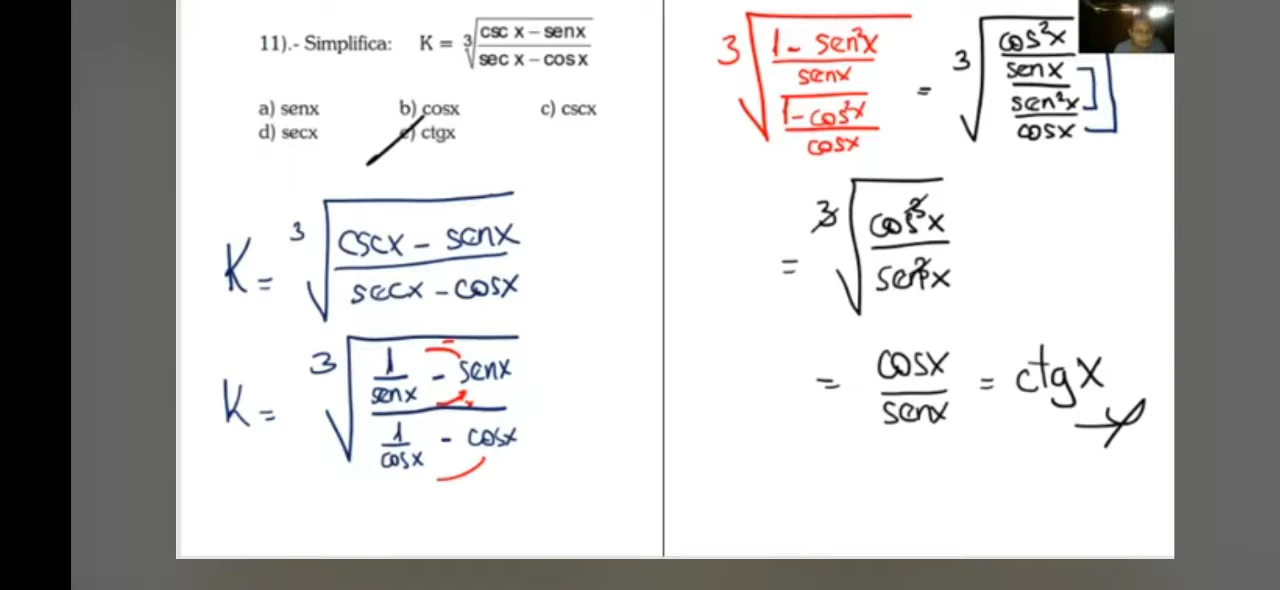 11).- Simplifica: K = ∛((csc x – senx)/(sec x – cosx))
a) senx b) cosx c) cscx
d) secx e) ctgx
K = ∛((cscx - senx)/(secx - cosx))
K = ∛((1/senx - senx)/(1/cosx - cosx))
∛(((1 - sen²x)/senx)/((1 - cos²x)/cosx)) = ∛((cos²x/senx)/(sen²x/cosx))
= ∛(cos³x/sen³x)
= cosx/senx = ctgx